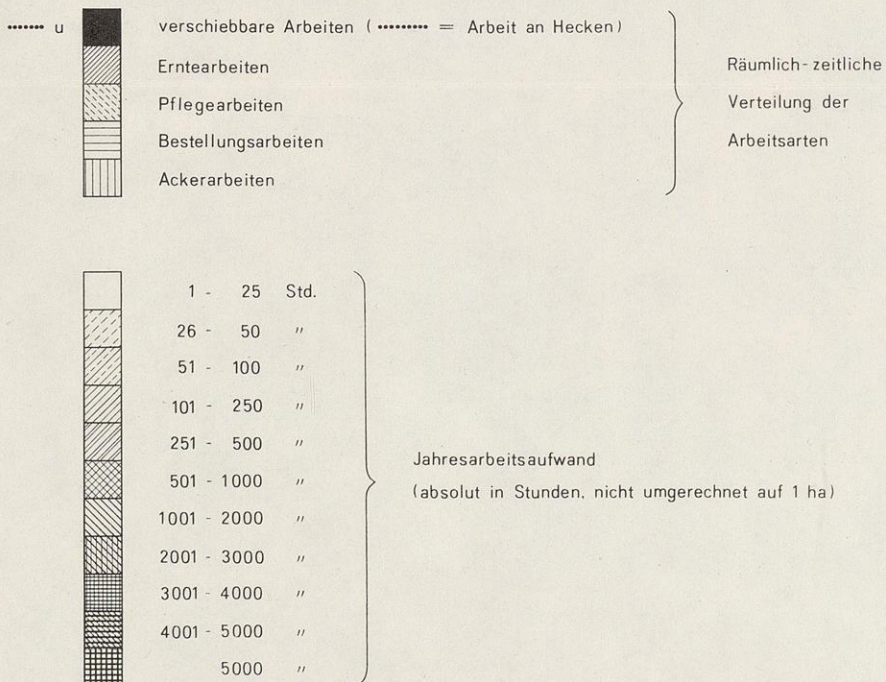 ••••••• u verschiebbare Arbeiten ( ••••••••• = Arbeit an Hecken )
Erntearbeiten
Pflegearbeiten
Bestellungsarbeiten
Ackerarbeiten
Räumlich-zeitliche
Verteilung der
Arbeitsarten
1 - 25 Std.
26 - 50 "
51 - 100 "
101 - 250 "
251 - 500 "
501 - 1000 "
1001 - 2000 "
2001 - 3000 "
3001 - 4000 "
4001 - 5000 "
5000 "
Jahresarbeitsaufwand
(absolut in Stunden, nicht umgerechnet auf 1 ha)